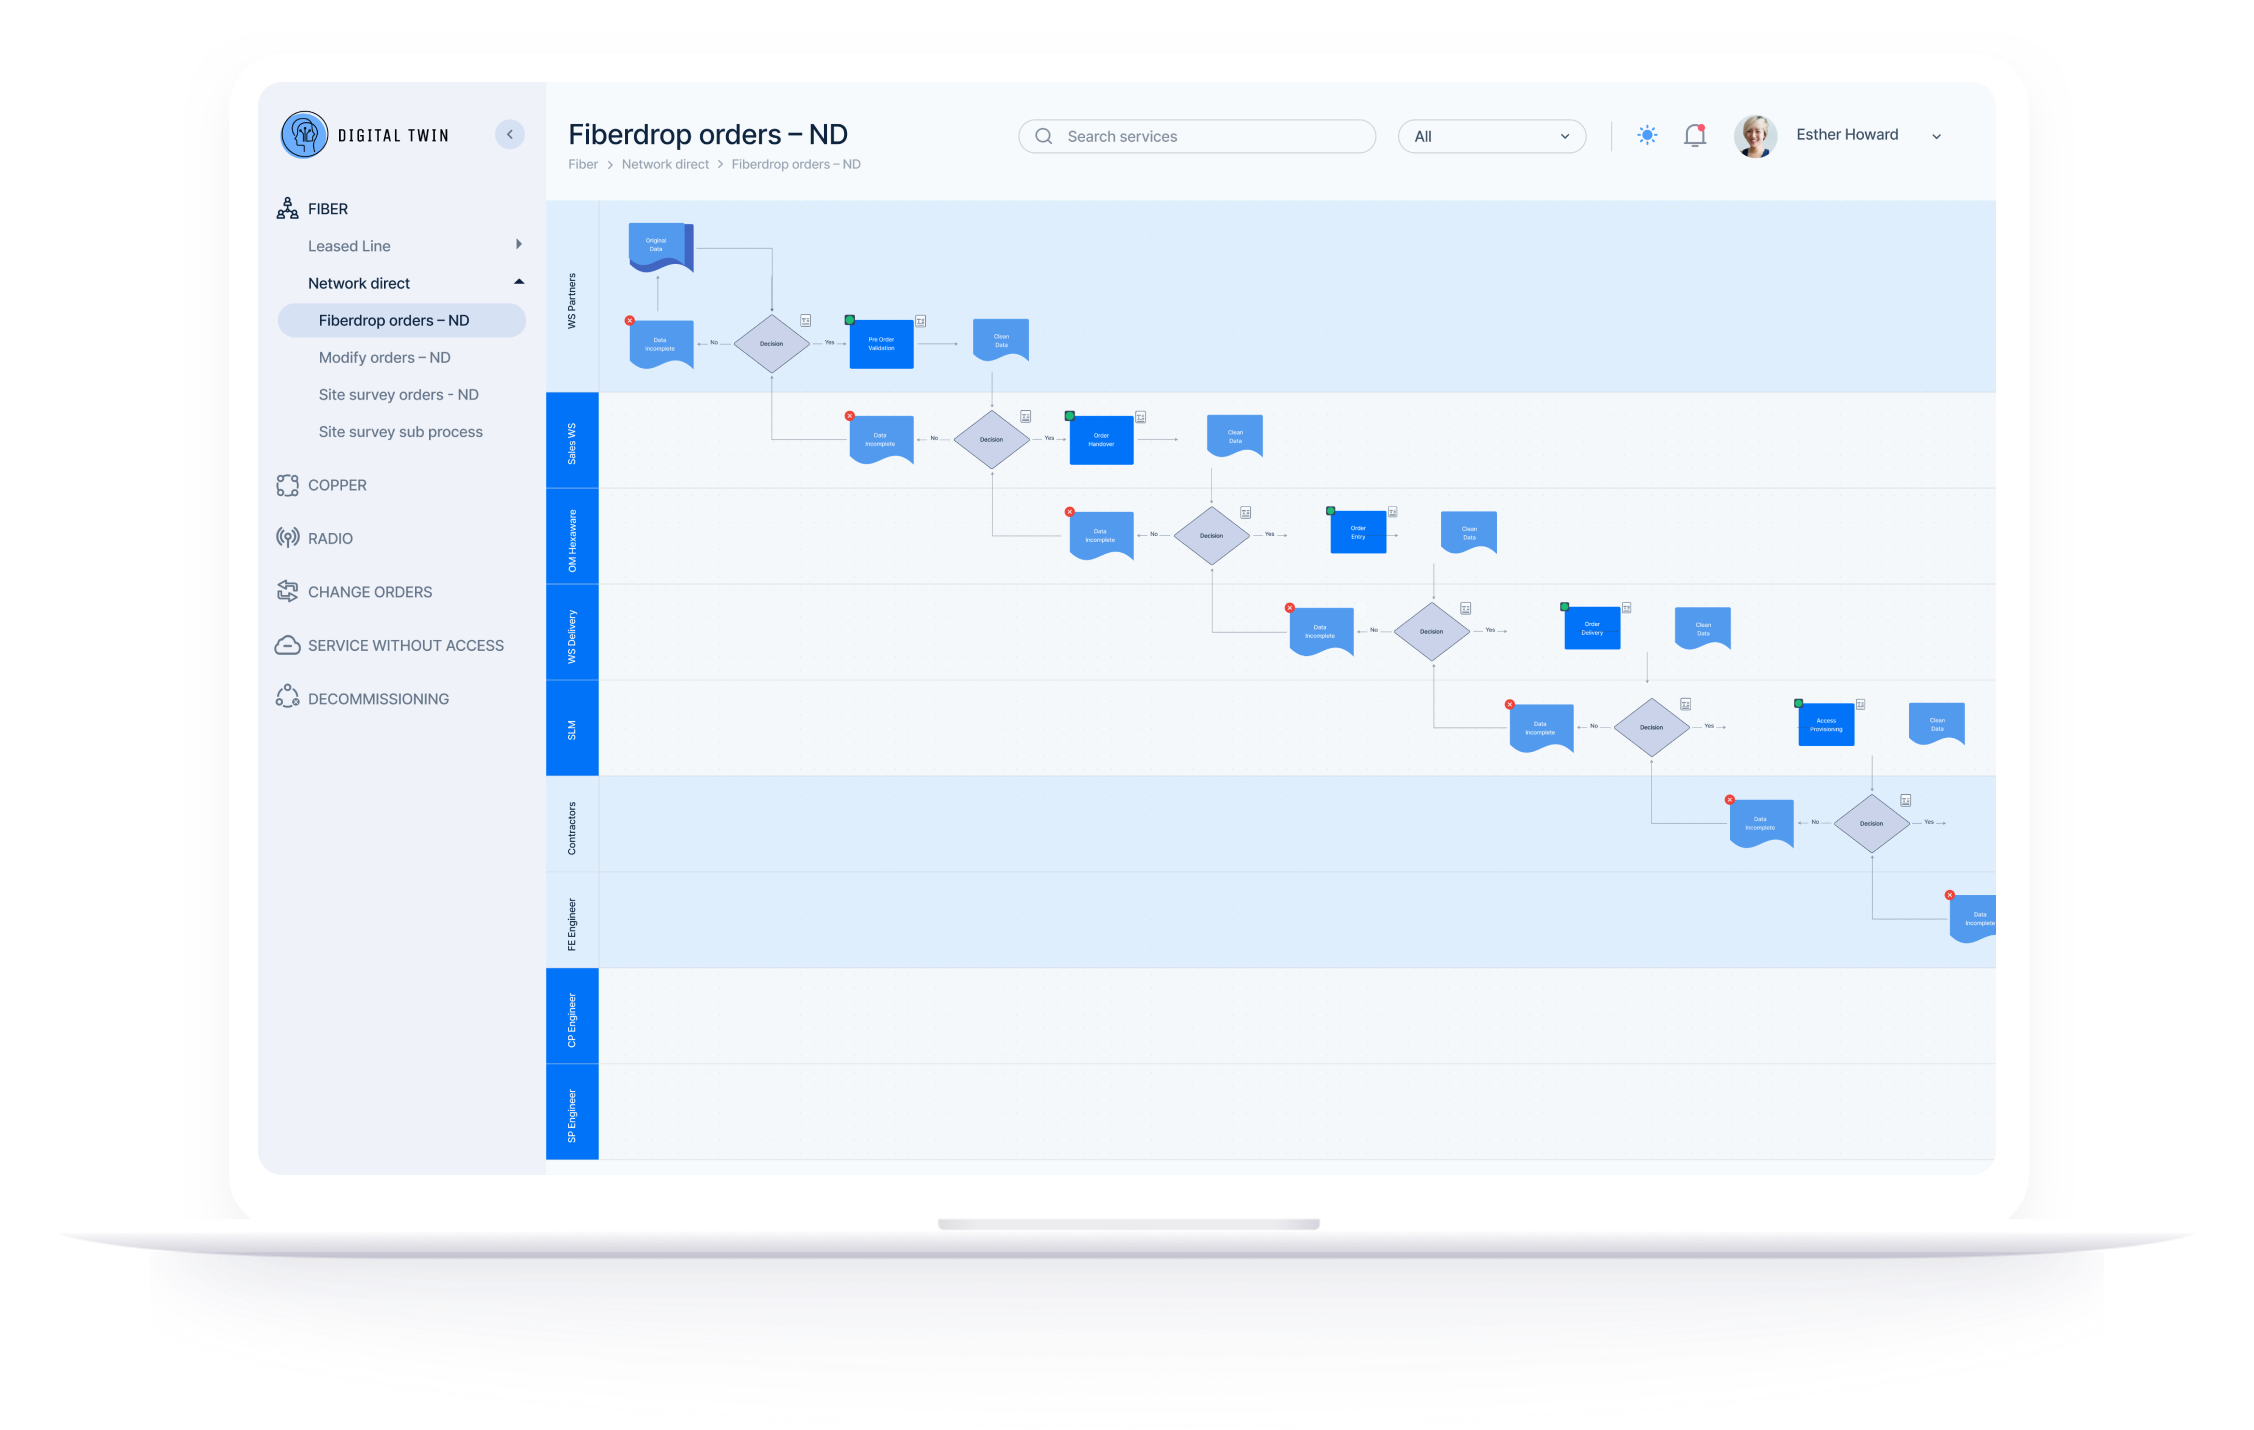 DIGITAL TWIN
Fiberdrop orders – ND
Search services
All
Esther Howard
Fiber
Network direct
Fiberdrop orders – ND
FIBER
Leased Line
Network direct
Fiberdrop orders – ND
Modify orders – ND
Site survey orders - ND
Site survey sub process
COPPER
RADIO
CHANGE ORDERS
SERVICE WITHOUT ACCESS
DECOMMISSIONING
WS Partners
Original
Data
Data
Incomplete
No
Decision
Yes
Pre Order
Validation
Clean
Data
Sales WS
Data
Incomplete
No
Decision
Yes
Order
Handover
Clean
Data
OM Hexaware
Data
Incomplete
No
Decision
Yes
Order
Entry
Clean
Data
WS Delivery
Data
Incomplete
No
Decision
Yes
Order
Delivery
Clean
Data
SLM
Data
Incomplete
No
Decision
Yes
Access
Provisioning
Clean
Data
Contractors
Data
Incomplete
No
Decision
Yes
FE Engineer
Data
Incomplete
CP Engineer
SP Engineer